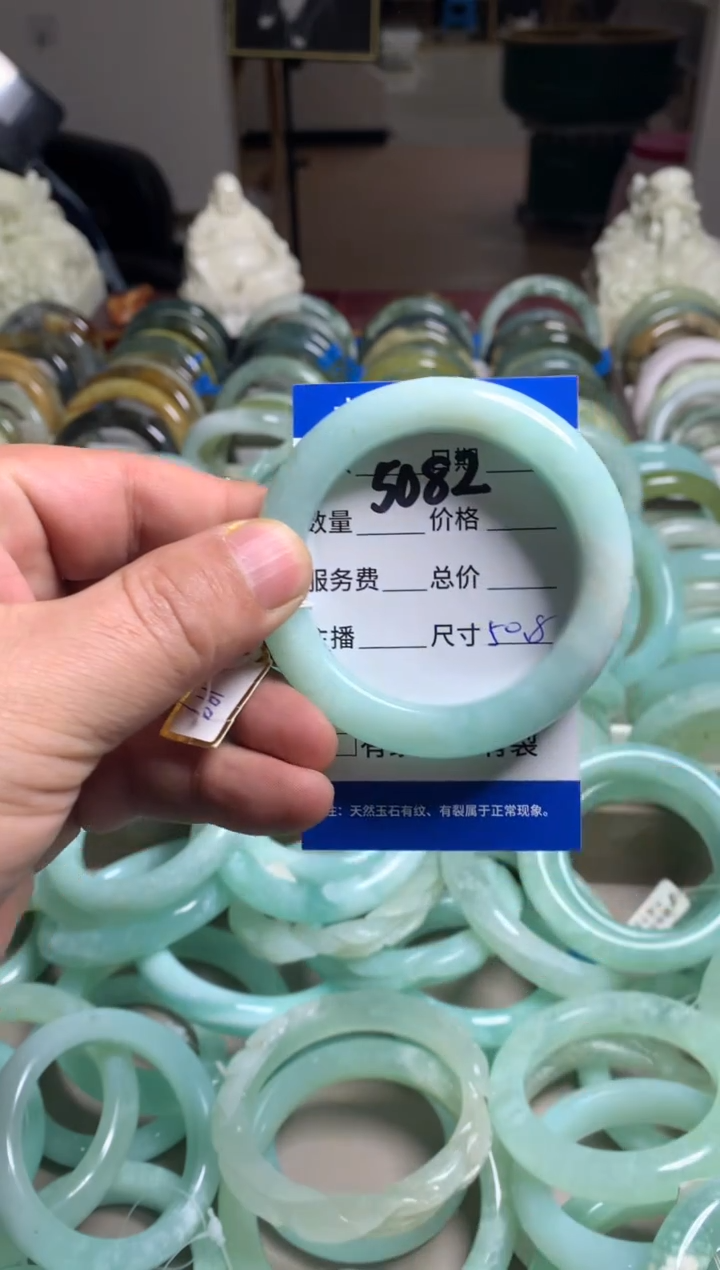 日期
5082
数量 价格
服务费 总价
主播 尺寸 50.8
有裂
注：天然玉石有纹、有裂属于正常现象。